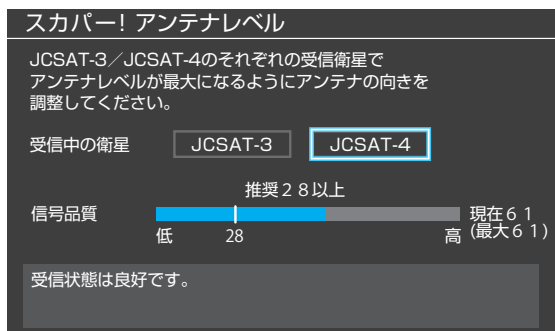 スカパー! アンテナレベル
JCSAT-3／JCSAT-4のそれぞれの受信衛星で
アンテナレベルが最大になるようにアンテナの向きを
調整してください。
受信中の衛星 JCSAT-3 JCSAT-4
推奨２８以上
信号品質 現在６１
低 28 高 (最大６１)
受信状態は良好です。